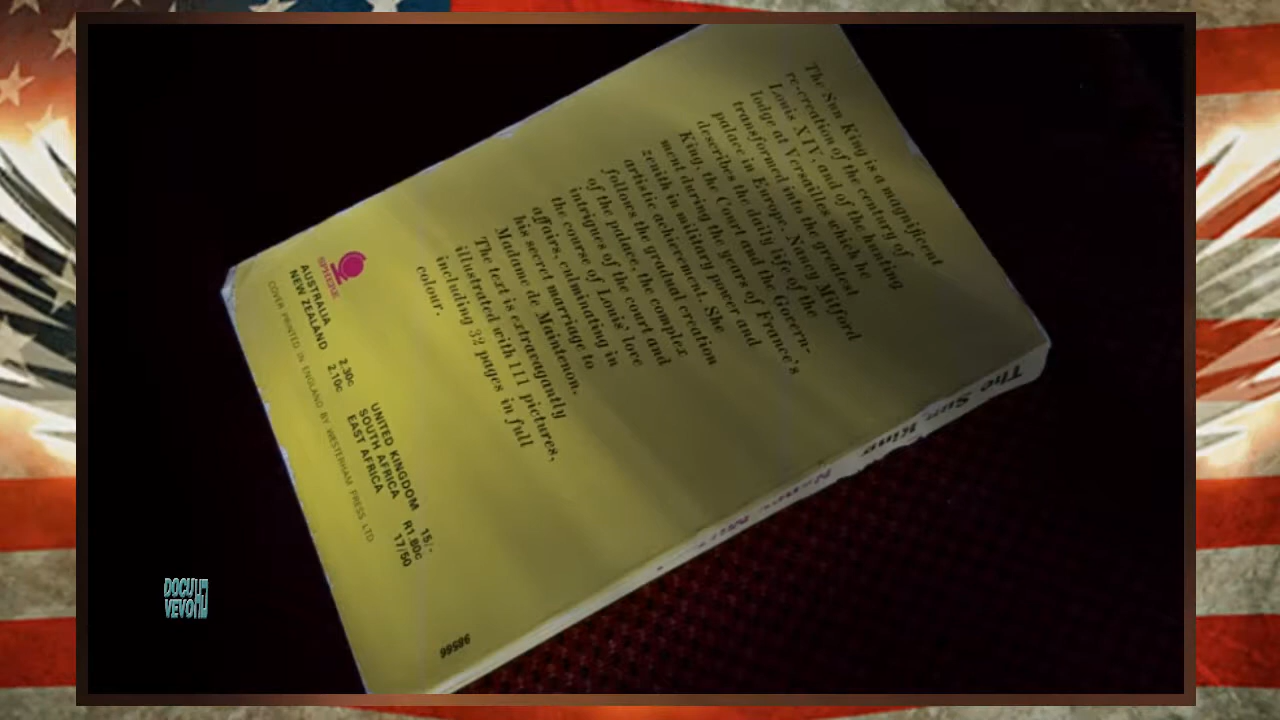 The Sun King is a magnificent
re-creation of the century of
Louis XIV, and of the hunting
lodge at Versailles which he
transformed into the greatest
palace in Europe. Nancy Mitford
describes the daily life of the
King, the Court and the Govern-
ment during the years of France's
zenith in military power and
artistic achievement. She
follows the gradual creation
of the palace, the complex
intrigues of the court and
the course of Louis' love
affairs, culminating in
his secret marriage to
Madame de Maintenon.
The text is extravagantly
illustrated with 111 pictures,
including 32 pages in full
colour.
SPHERE
AUSTRALIA 2.30c
NEW ZEALAND 2.10c
UNITED KINGDOM 15/-
SOUTH AFRICA R1.80c
EAST AFRICA 17/50
COVER PRINTED IN ENGLAND BY WESTERHAM PRESS LTD
98566
The Sun King
DOCU
VEVO